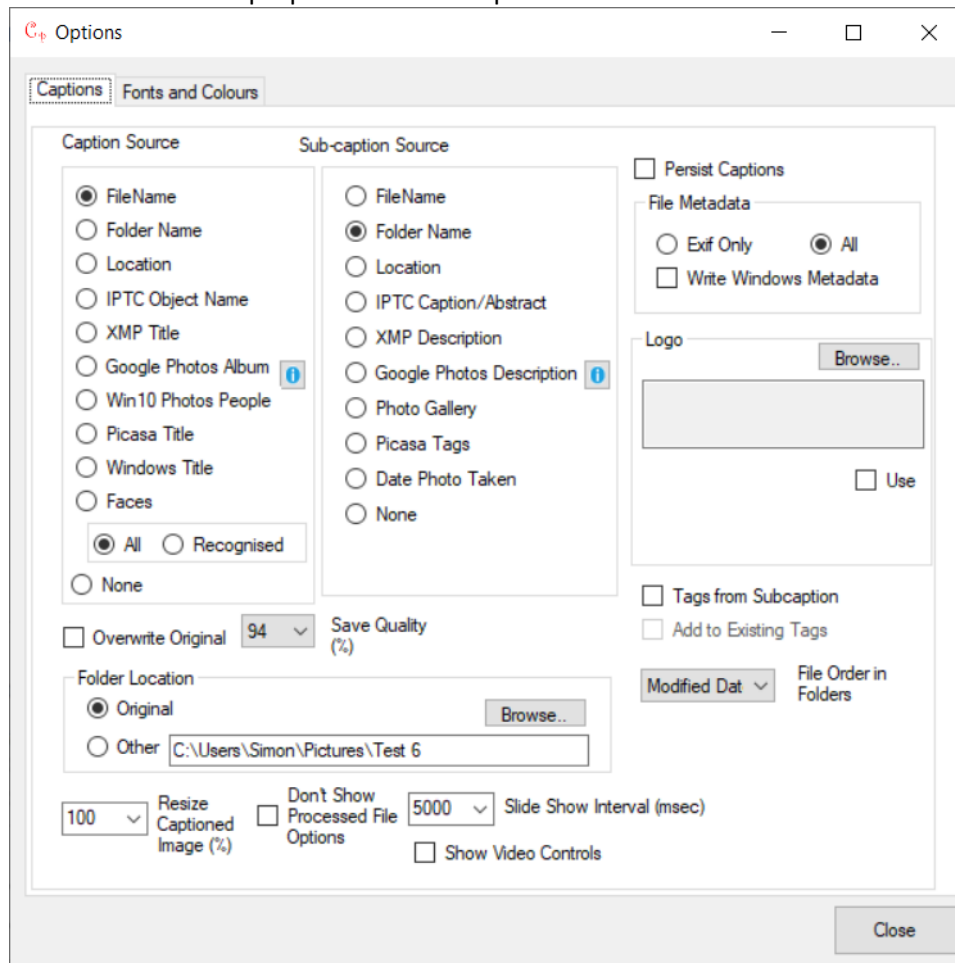 Options
Captions
Fonts and Colours
Caption Source
Sub-caption Source
FileName
Folder Name
Location
IPTC Object Name
XMP Title
Google Photos Album
Win10 Photos People
Picasa Title
Windows Title
Faces
All
Recognised
None
FileName
Folder Name
Location
IPTC Caption/Abstract
XMP Description
Google Photos Description
Photo Gallery
Picasa Tags
Date Photo Taken
None
Persist Captions
File Metadata
Exif Only
All
Write Windows Metadata
Logo
Browse..
Use
Tags from Subcaption
Add to Existing Tags
Modified Dat
File Order in
Folders
Overwrite Original
94
Save Quality
(%)
Folder Location
Original
Browse..
Other
C:\Users\Simon\Pictures\Test 6
100
Resize
Captioned
Image (%)
Don't Show
Processed File
Options
5000
Slide Show Interval (msec)
Show Video Controls
Close